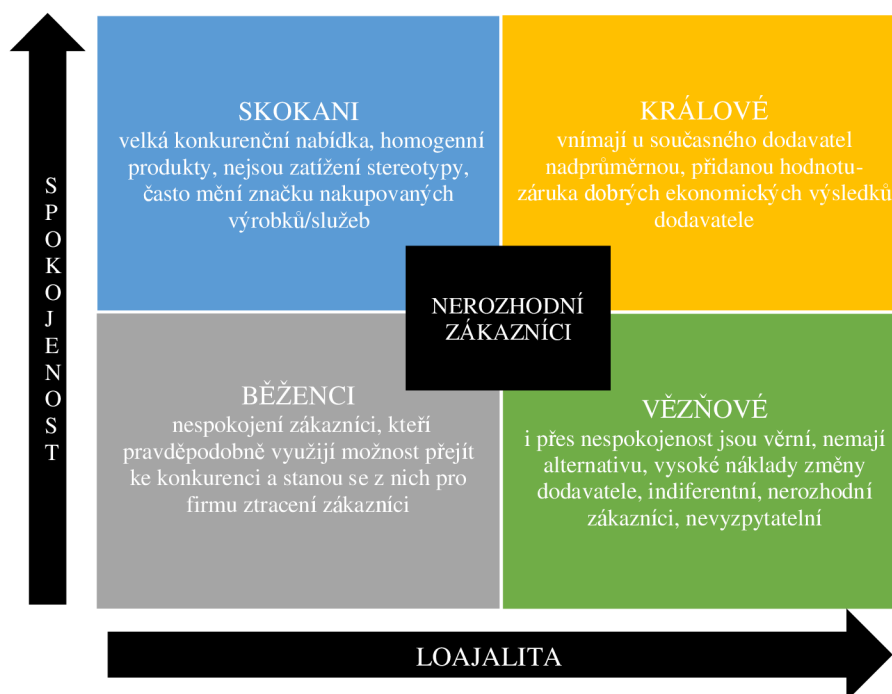 SPOKOJENOST
SKOKANI
velká konkurenční nabídka, homogenní
produkty, nejsou zatížení stereotypy,
často mění značku nakupovaných
výrobků/služeb
KRÁLOVÉ
vnímají u současného dodavatel
nadprůměrnou, přidanou hodnotu-
záruka dobrých ekonomických výsledků
dodavatele
NEROZHODNÍ
ZÁKAZNÍCI
BĚŽENCI
nespokojení zákazníci, kteří
pravděpodobně využijí možnost přejít
ke konkurenci a stanou se z nich pro
firmu ztracení zákazníci
VĚZŇOVÉ
i přes nespokojenost jsou věrní, nemají
alternativu, vysoké náklady změny
dodavatele, indiferentní, nerozhodní
zákazníci, nevyzpytatelní
LOAJALITA